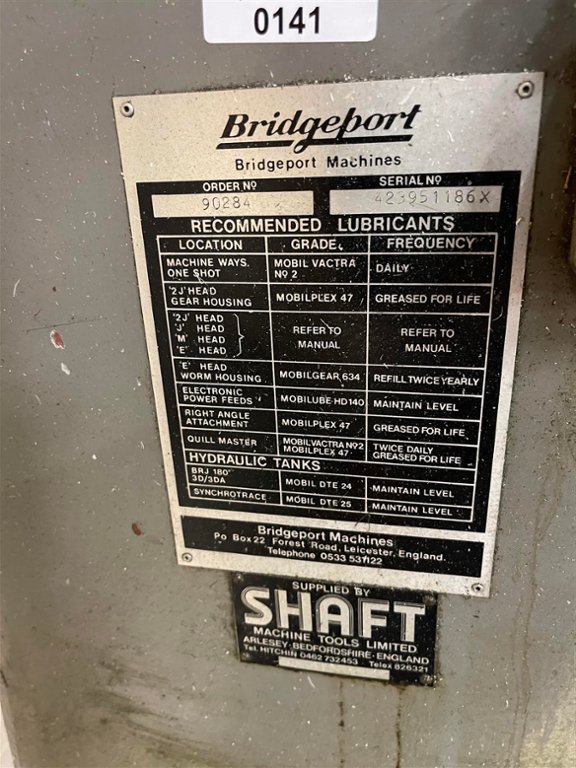 0141
Bridgeport
Bridgeport Machines
ORDER Nº SERIAL Nº
90284 423951186X
RECOMMENDED LUBRICANTS
LOCATION GRADE. FREQUENCY
MACHINE WAYS. ONE SHOT MOBIL VACTRA Nº 2 DAILY
'2J' HEAD GEAR HOUSING MOBILPLEX 47 GREASED FOR LIFE
'2J' HEAD
'J' HEAD
'M' HEAD
'E' HEAD
REFER TO MANUAL REFER TO MANUAL
'E' HEAD WORM HOUSING MOBILGEAR 634 REFILL TWICE YEARLY
ELECTRONIC POWER FEEDS MOBILUBE HD140 MAINTAIN LEVEL
RIGHT ANGLE ATTACHMENT MOBILPLEX 47 GREASED FOR LIFE
QUILL MASTER MOBILVACTRA Nº2 MOBILPLEX 47 TWICE DAILY GREASED FOR LIFE
HYDRAULIC TANKS
BRJ 180° 3D/3DA MOBIL DTE 24 MAINTAIN LEVEL
SYNCHROTRACE MOBIL DTE 25 MAINTAIN LEVEL
Bridgeport Machines
Po Box 22 Forest Road, Leicester, England.
Telephone 0533 531122
SUPPLIED BY
SHAFT
MACHINE TOOLS LIMITED
ARLESEY-BEDFORDSHIRE-ENGLAND
Tel. HITCHIN 0462 732453 Telex 826321